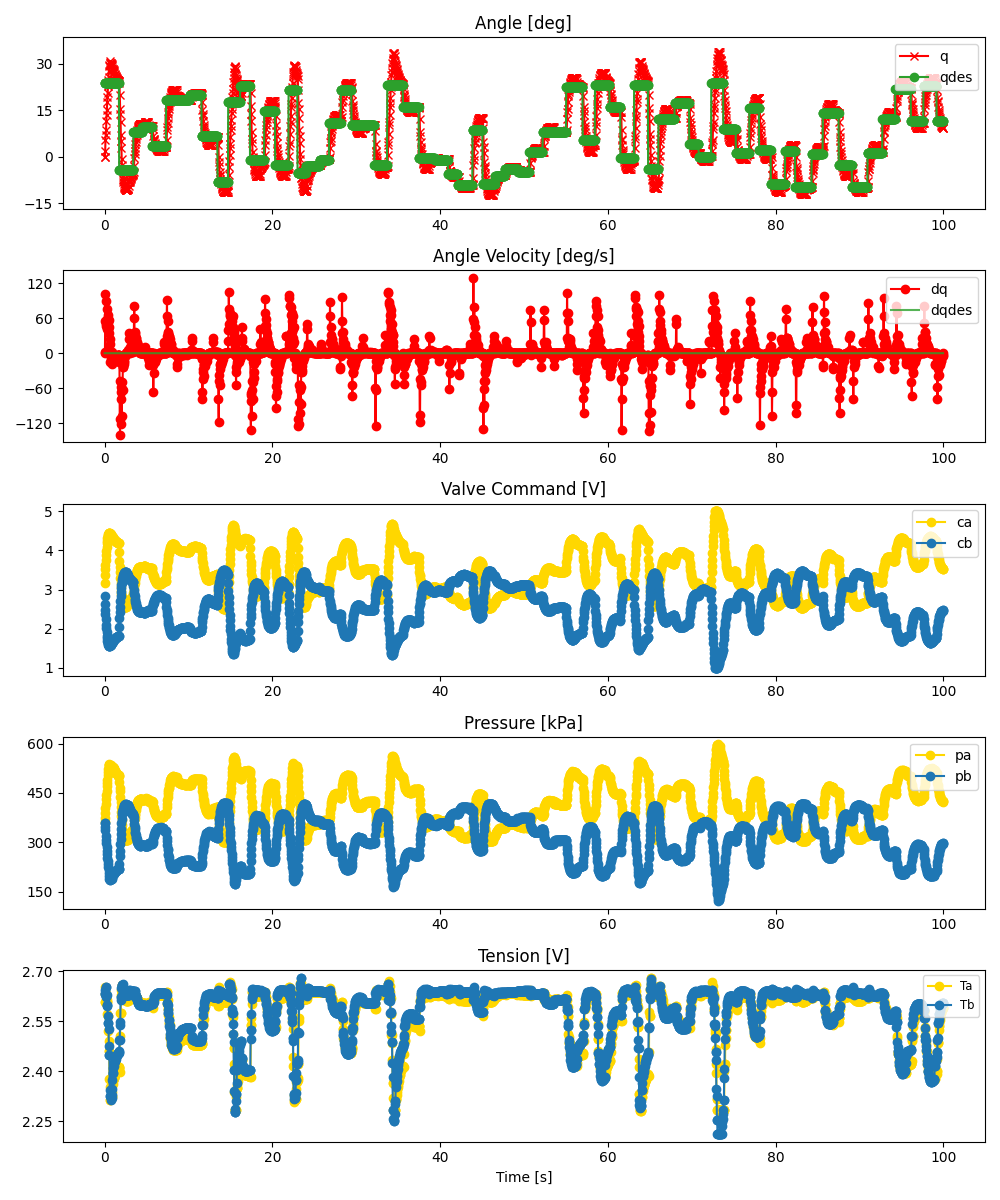 Angle [deg]
30
15
0
−15
q
qdes
0 20 40 60 80 100
Angle Velocity [deg/s]
120
60
0
−60
−120
dq
dqdes
0 20 40 60 80 100
Valve Command [V]
5
4
3
2
1
ca
cb
0 20 40 60 80 100
Pressure [kPa]
600
450
300
150
pa
pb
0 20 40 60 80 100
Tension [V]
2.70
2.55
2.40
2.25
Ta
Tb
0 20 40 60 80 100
Time [s]